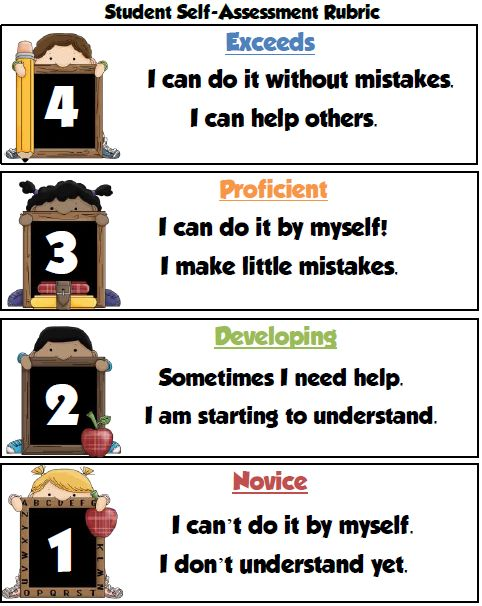 Student Self-Assessment Rubric
Exceeds
4
I can do it without mistakes.
I can help others.
Proficient
3
I can do it by myself!
I make little mistakes.
Developing
2
Sometimes I need help.
I am starting to understand.
Novice
1
I can't do it by myself.
I don't understand yet.
A B C D E F G
O P Q R S T